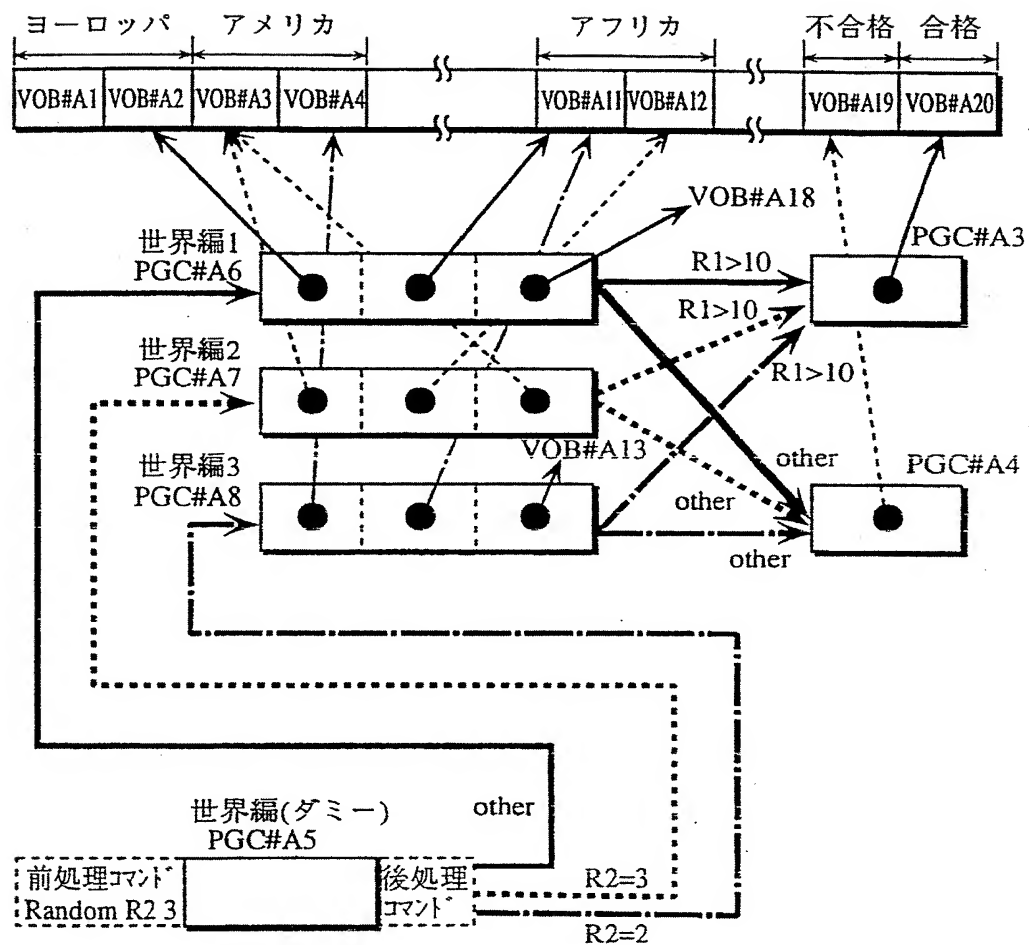 ヨーロッパ アメリカ アフリカ 不合格 合格
VOB#A1 VOB#A2 VOB#A3 VOB#A4 VOB#A11 VOB#A12 VOB#A19 VOB#A20
VOB#A18
世界編1
PGC#A6
PGC#A3
R1>10
R1>10
世界編2
PGC#A7
R1>10
VOB#A13
other
世界編3
PGC#A8
PGC#A4
other
other
other
世界編(ダミー)
PGC#A5
前処理コマンド
Random R2 3
後処理
コマンド
R2=3
R2=2